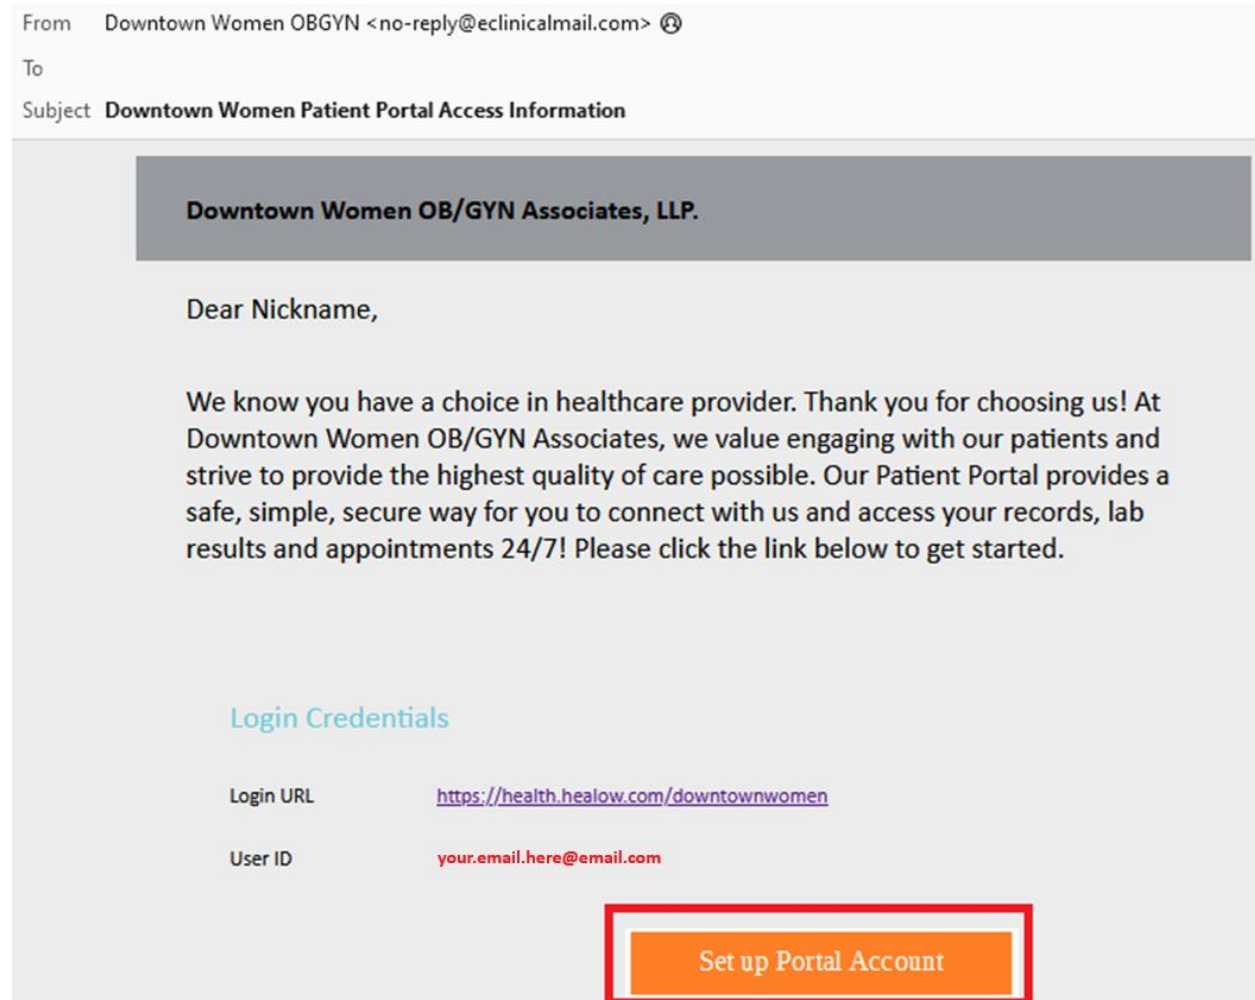 From Downtown Women OBGYN <no-reply@eclinicalmail.com>
To
Subject Downtown Women Patient Portal Access Information
Downtown Women OB/GYN Associates, LLP.
Dear Nickname,
We know you have a choice in healthcare provider. Thank you for choosing us! At
Downtown Women OB/GYN Associates, we value engaging with our patients and
strive to provide the highest quality of care possible. Our Patient Portal provides a
safe, simple, secure way for you to connect with us and access your records, lab
results and appointments 24/7! Please click the link below to get started.
Login Credentials
Login URL https://health.healow.com/downtownwomen
User ID your.email.here@email.com
Set up Portal Account